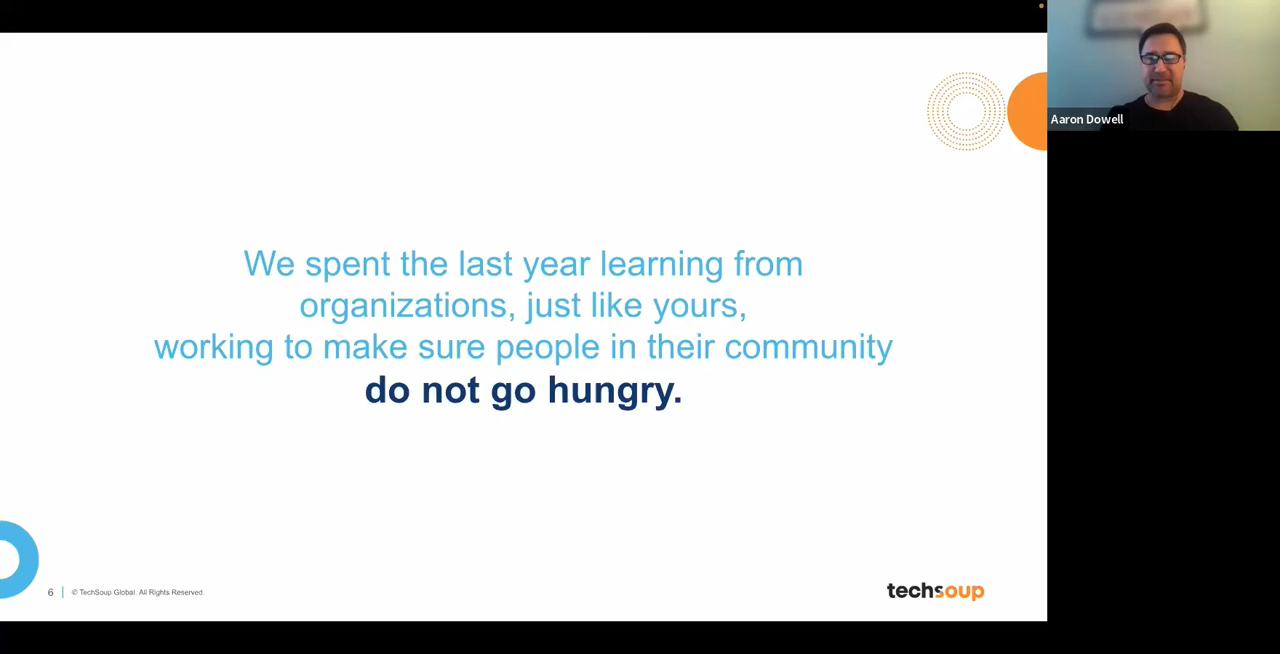 We spent the last year learning from
organizations, just like yours,
working to make sure people in their community
do not go hungry.
6
© TechSoup Global. All Rights Reserved.
techsoup
Aaron Dowell